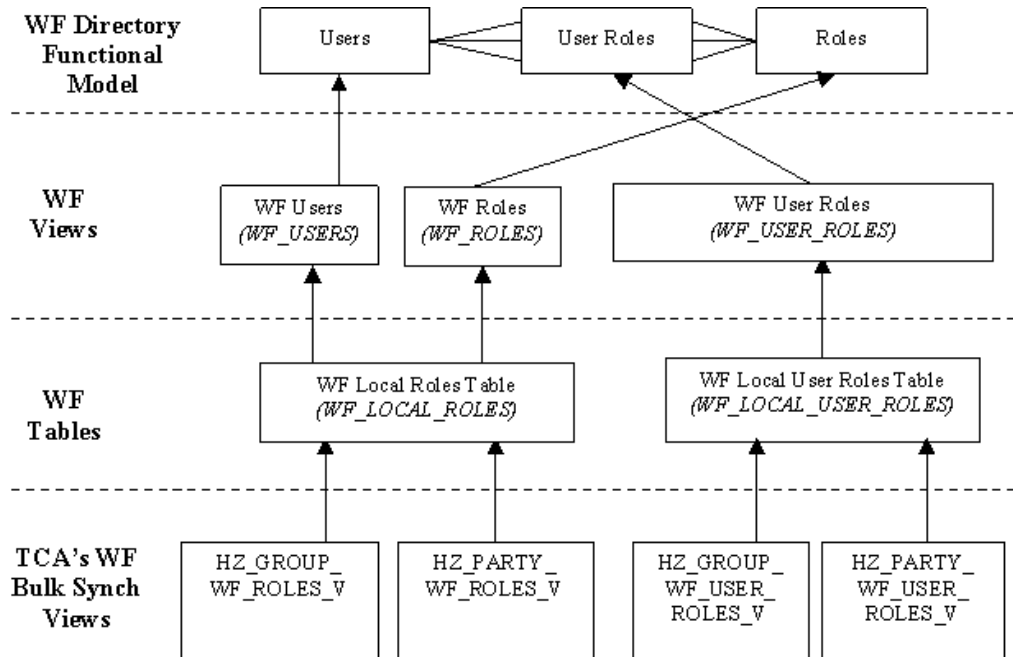 WF Directory
Functional
Model
Users
User Roles
Roles
WF
Views
WF Users
(WF_USERS)
WF Roles
(WF_ROLES)
WF User Roles
(WF_USER_ROLES)
WF
Tables
WF Local Roles Table
(WF_LOCAL_ROLES)
WF Local User Roles Table
(WF_LOCAL_USER_ROLES)
TCA's WF
Bulk Synch
Views
HZ_GROUP_
WF_ROLES_V
HZ_PARTY_
WF_ROLES_V
HZ_GROUP_
WF_USER_
ROLES_V
HZ_PARTY_
WF_USER_
ROLES_V